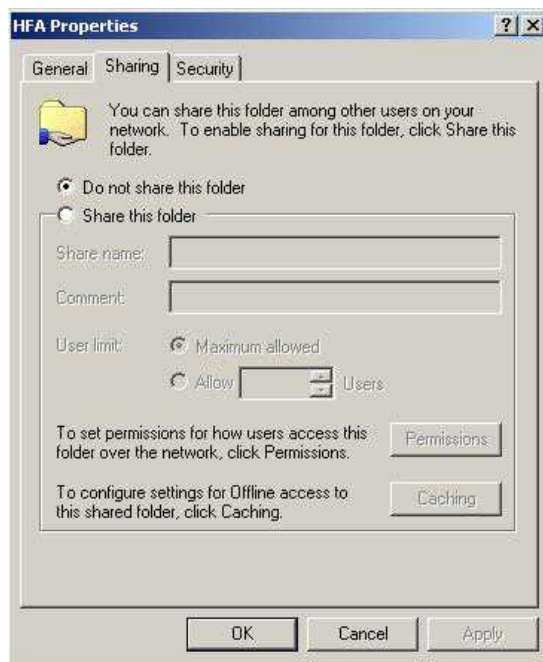 HFA Properties
General Sharing Security
You can share this folder among other users on your
network. To enable sharing for this folder, click Share this
folder.
Do not share this folder
Share this folder
Share name:
Comment:
User limit: Maximum allowed
Allow Users
To set permissions for how users access this
folder over the network, click Permissions.
Permissions
To configure settings for Offline access to
this shared folder, click Caching.
Caching
OK Cancel Apply